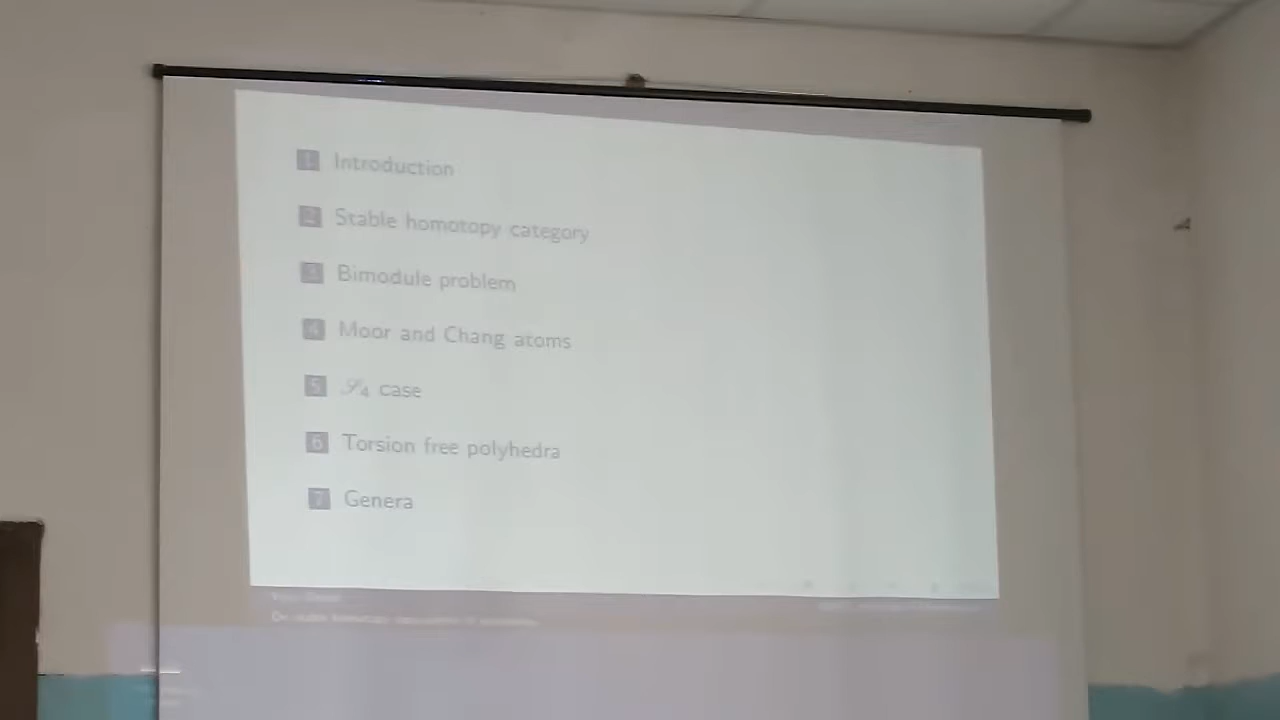 1 Introduction
2 Stable homotopy category
3 Bimodule problem
4 Moor and Chang atoms
5 𝒮₄ case
6 Torsion free polyhedra
7 Genera